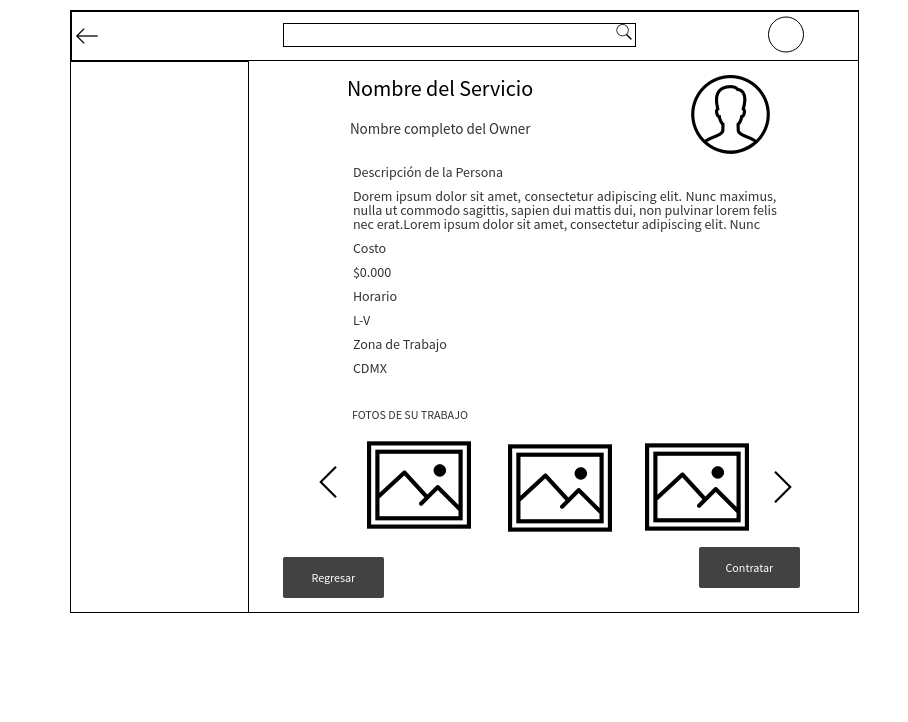 Nombre del Servicio
Nombre completo del Owner
Descripción de la Persona
Dorem ipsum dolor sit amet, consectetur adipiscing elit. Nunc maximus,
nulla ut commodo sagittis, sapien dui mattis dui, non pulvinar lorem felis
nec erat.Lorem ipsum dolor sit amet, consectetur adipiscing elit. Nunc
Costo
$0.000
Horario
L-V
Zona de Trabajo
CDMX
FOTOS DE SU TRABAJO
Regresar
Contratar